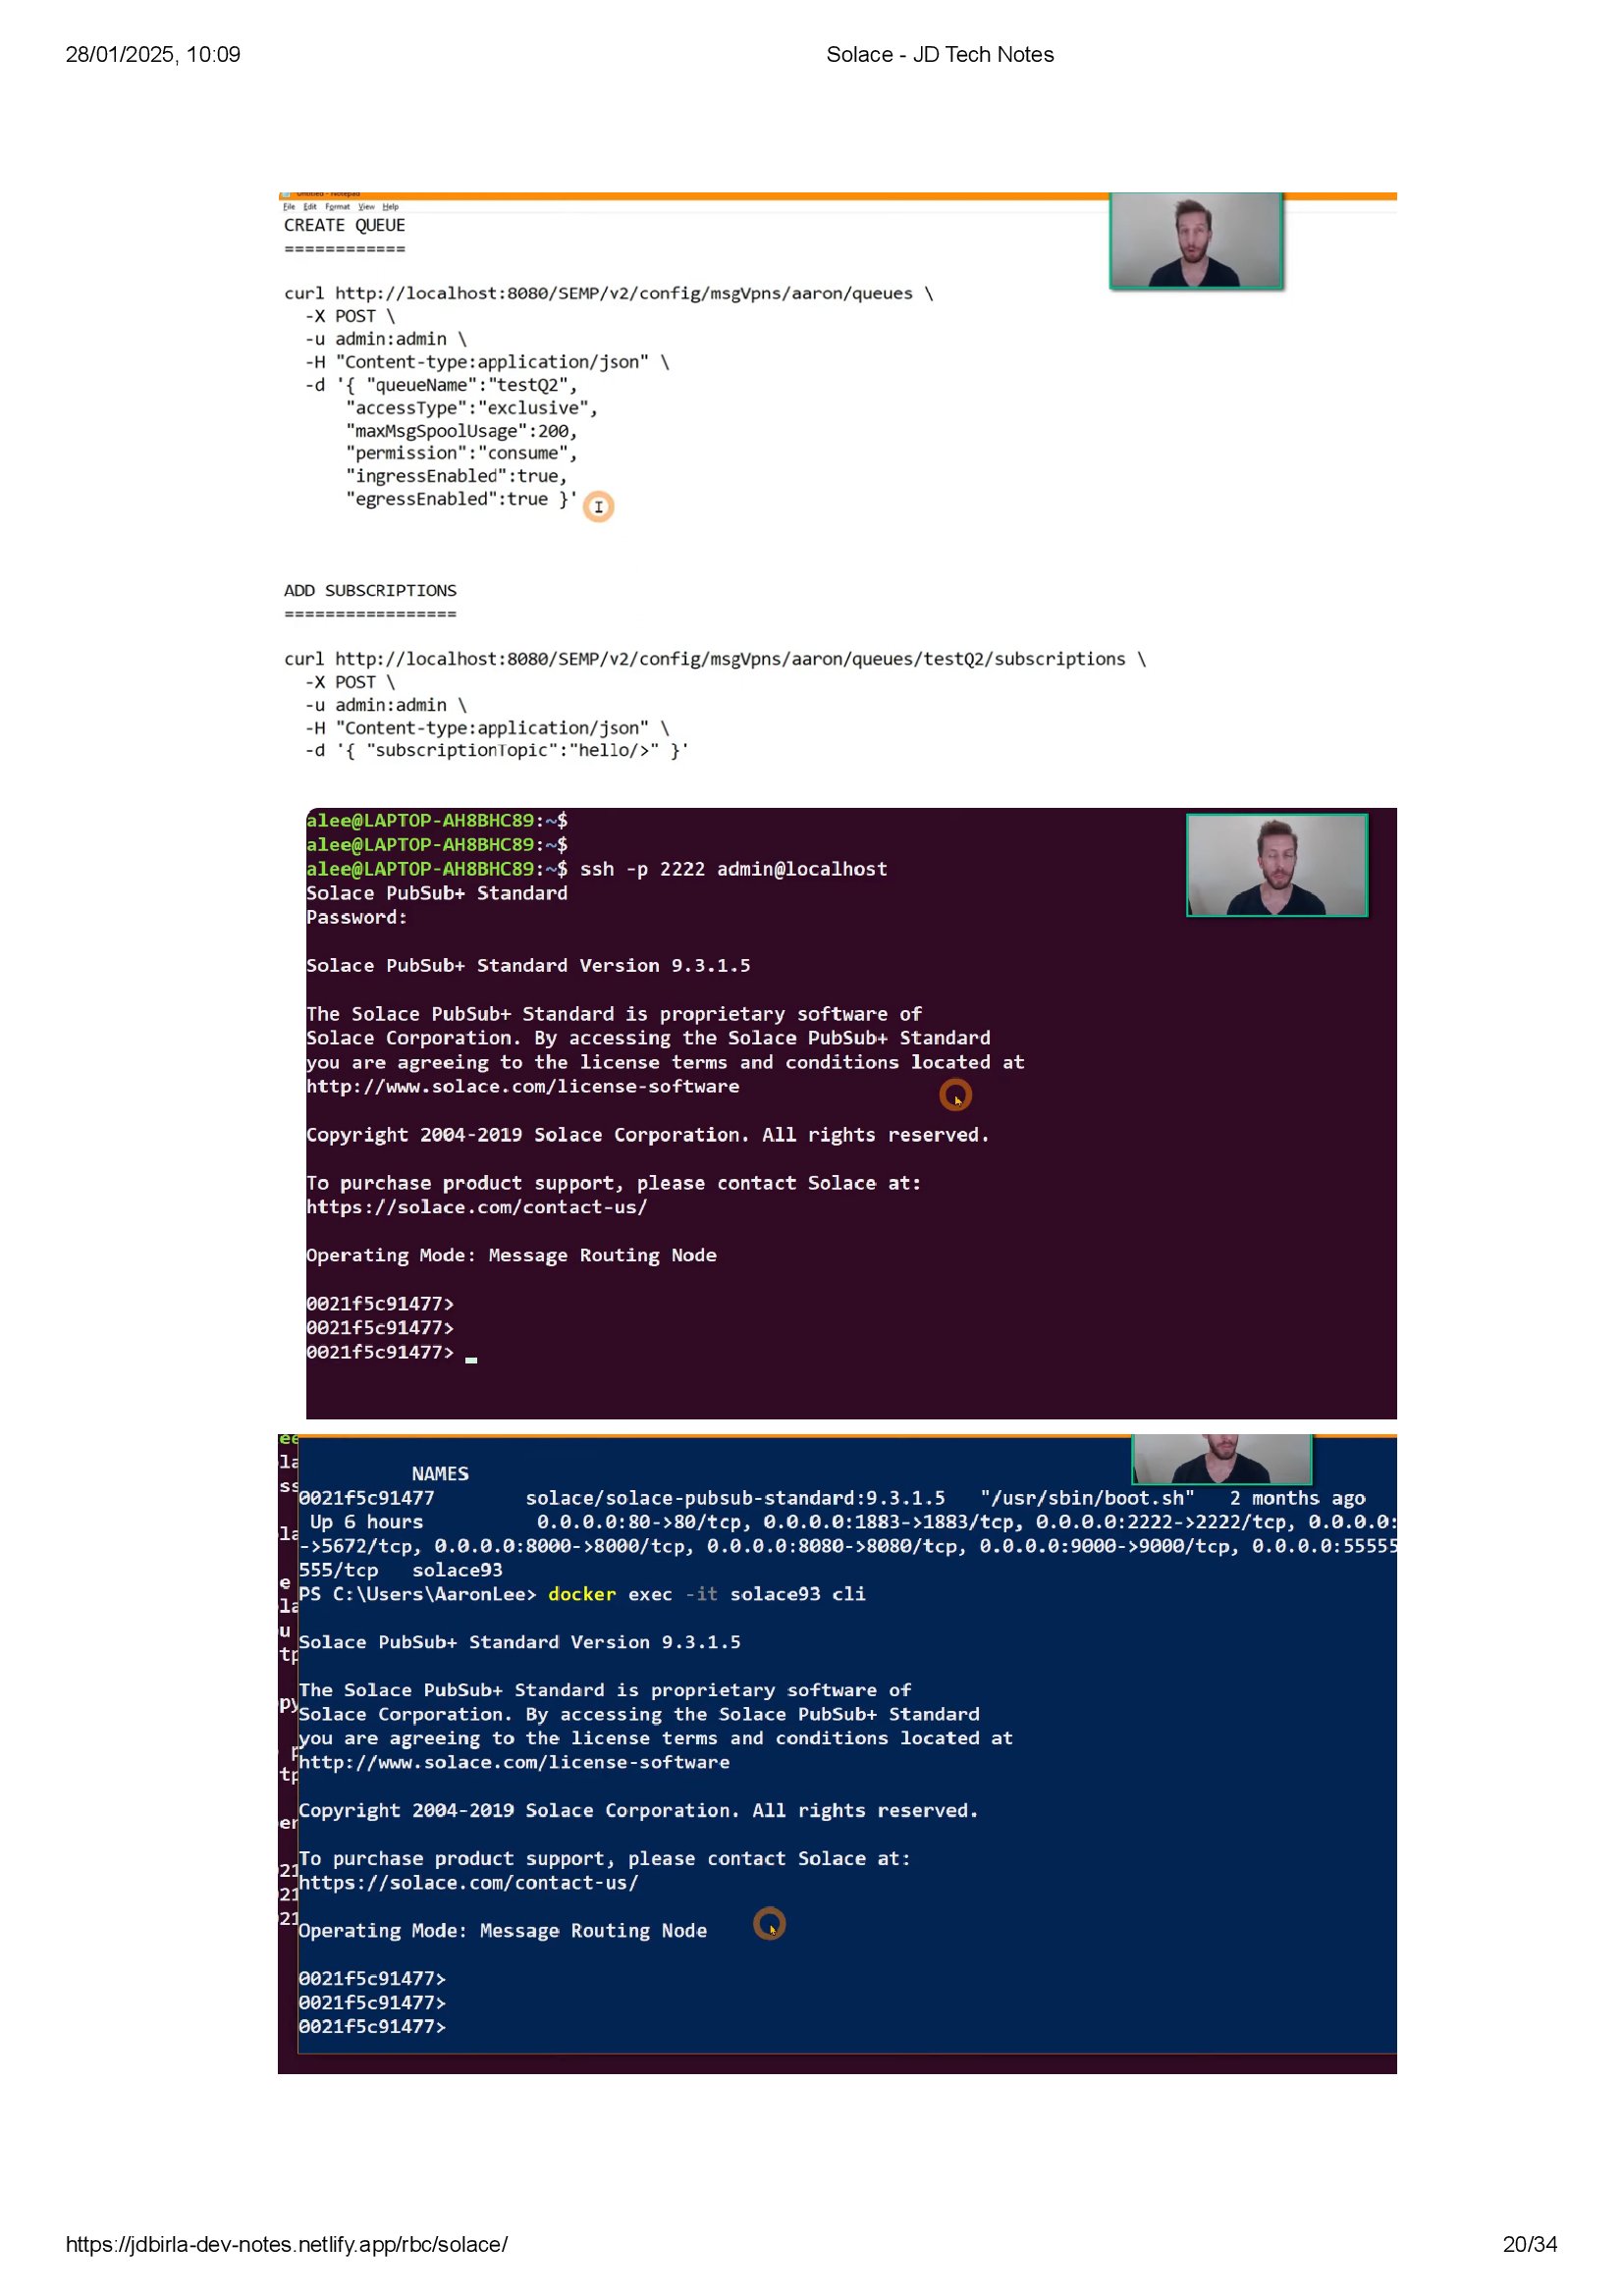 28/01/2025, 10:09
Solace - JD Tech Notes
Untitled - Notepad
File Edit Format View Help
CREATE QUEUE
============
curl http://localhost:8080/SEMP/v2/config/msgVpns/aaron/queues \
-X POST \
-u admin:admin \
-H "Content-type:application/json" \
-d '{ "queueName":"testQ2",
"accessType":"exclusive",
"maxMsgSpoolUsage":200,
"permission":"consume",
"ingressEnabled":true,
"egressEnabled":true }'
ADD SUBSCRIPTIONS
=================
curl http://localhost:8080/SEMP/v2/config/msgVpns/aaron/queues/testQ2/subscriptions \
-X POST \
-u admin:admin \
-H "Content-type:application/json" \
-d '{ "subscriptionTopic":"hello/>" }'
alee@LAPTOP-AH8BHC89:~$
alee@LAPTOP-AH8BHC89:~$
alee@LAPTOP-AH8BHC89:~$ ssh -p 2222 admin@localhost
Solace PubSub+ Standard
Password:
Solace PubSub+ Standard Version 9.3.1.5
The Solace PubSub+ Standard is proprietary software of
Solace Corporation. By accessing the Solace PubSub+ Standard
you are agreeing to the license terms and conditions located at
http://www.solace.com/license-software
Copyright 2004-2019 Solace Corporation. All rights reserved.
To purchase product support, please contact Solace at:
https://solace.com/contact-us/
Operating Mode: Message Routing Node
0021f5c91477>
0021f5c91477>
0021f5c91477>
NAMES
0021f5c91477 solace/solace-pubsub-standard:9.3.1.5 "/usr/sbin/boot.sh" 2 months ago
Up 6 hours 0.0.0.0:80->80/tcp, 0.0.0.0:1883->1883/tcp, 0.0.0.0:2222->2222/tcp, 0.0.0.0:
->5672/tcp, 0.0.0.0:8000->8000/tcp, 0.0.0.0:8080->8080/tcp, 0.0.0.0:9000->9000/tcp, 0.0.0.0:55555
555/tcp solace93
PS C:\Users\AaronLee> docker exec -it solace93 cli
Solace PubSub+ Standard Version 9.3.1.5
The Solace PubSub+ Standard is proprietary software of
Solace Corporation. By accessing the Solace PubSub+ Standard
you are agreeing to the license terms and conditions located at
http://www.solace.com/license-software
Copyright 2004-2019 Solace Corporation. All rights reserved.
To purchase product support, please contact Solace at:
https://solace.com/contact-us/
Operating Mode: Message Routing Node
0021f5c91477>
0021f5c91477>
0021f5c91477>
https://jdbirla-dev-notes.netlify.app/rbc/solace/
20/34